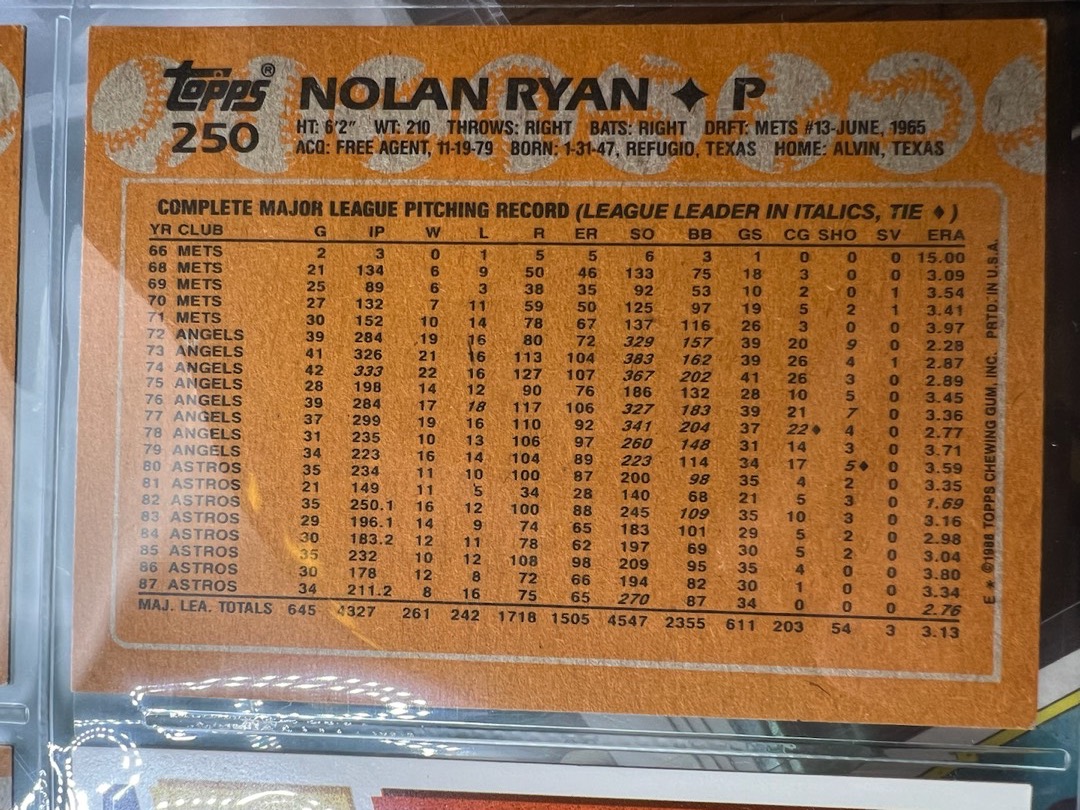 Topps®
250
NOLAN RYAN ✦ P
HT: 6'2" WT: 210 THROWS: RIGHT BATS: RIGHT DRFT: METS #13-JUNE, 1965
ACQ: FREE AGENT, 11-19-79 BORN: 1-31-47, REFUGIO, TEXAS HOME: ALVIN, TEXAS
COMPLETE MAJOR LEAGUE PITCHING RECORD (LEAGUE LEADER IN ITALICS, TIE ♦)
YR CLUB G IP W L R ER SO BB GS CG SHO SV ERA
66 METS 2 3 0 1 5 5 6 3 1 0 0 0 15.00
68 METS 21 134 6 9 50 46 133 75 18 3 0 0 3.09
69 METS 25 89 6 3 38 35 92 53 10 2 0 1 3.54
70 METS 27 132 7 11 59 50 125 97 19 5 2 1 3.41
71 METS 30 152 10 14 78 67 137 116 26 3 0 0 3.97
72 ANGELS 39 284 19 16 80 72 329 157 39 20 9 0 2.28
73 ANGELS 41 326 21 16 113 104 383 162 39 26 4 1 2.87
74 ANGELS 42 333 22 16 127 107 367 202 41 26 3 0 2.89
75 ANGELS 28 198 14 12 90 76 186 132 28 10 5 0 3.45
76 ANGELS 39 284 17 18 117 106 327 183 39 21 7 0 3.36
77 ANGELS 37 299 19 16 110 92 341 204 37 22♦ 4 0 2.77
78 ANGELS 31 235 10 13 106 97 260 148 31 14 3 0 3.71
79 ANGELS 34 223 16 14 104 89 223 114 34 17 5♦ 0 3.59
80 ASTROS 35 234 11 10 100 87 200 98 35 4 2 0 3.35
81 ASTROS 21 149 11 5 34 28 140 68 21 5 3 0 1.69
82 ASTROS 35 250.1 16 12 100 88 245 109 35 10 3 0 3.16
83 ASTROS 29 196.1 14 9 74 65 183 101 29 5 2 0 2.98
84 ASTROS 30 183.2 12 11 78 62 197 69 30 5 2 0 3.04
85 ASTROS 35 232 10 12 108 98 209 95 35 4 0 0 3.80
86 ASTROS 30 178 12 8 72 66 194 82 30 1 0 0 3.34
87 ASTROS 34 211.2 8 16 75 65 270 87 34 0 0 0 2.76
MAJ. LEA. TOTALS 645 4327 261 242 1718 1505 4547 2355 611 203 54 3 3.13
E * ©1988 TOPPS CHEWING GUM, INC. PRTD. IN U.S.A.